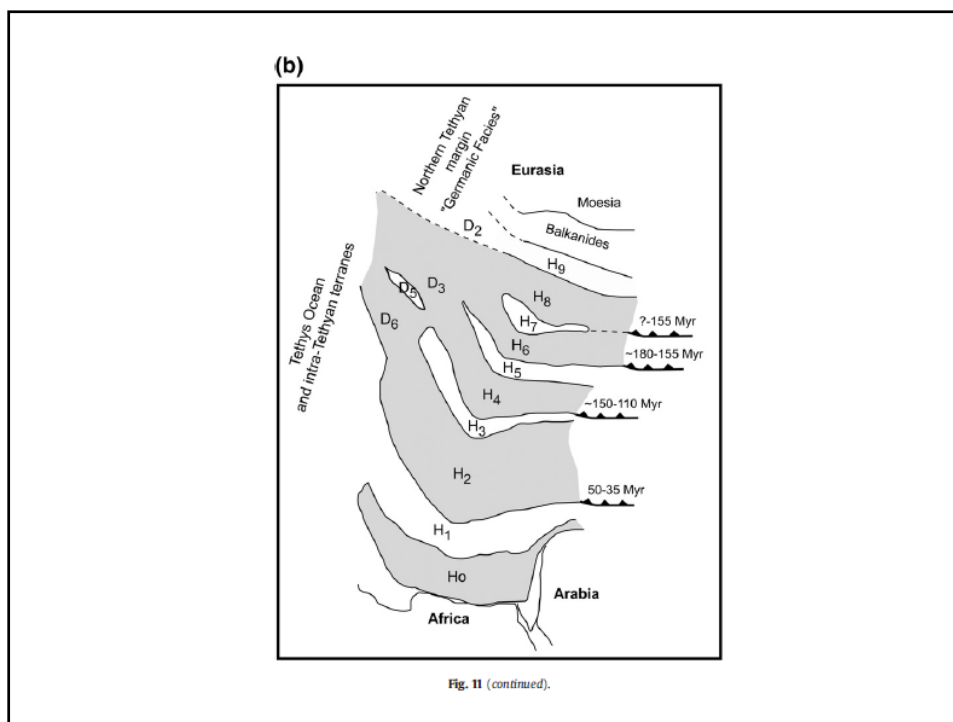 (b)
Northern Tethyan
margin
"Germanic Facies"
Eurasia
Moesia
Balkanides
D2
H9
Tethys Ocean
and intra-Tethyan terranes
D5
D3
H8
D6
H7
?-155 Myr
H6
~180-155 Myr
H5
H4
~150-110 Myr
H3
H2
50-35 Myr
H1
Ho
Arabia
Africa
Fig. 11 (continued).